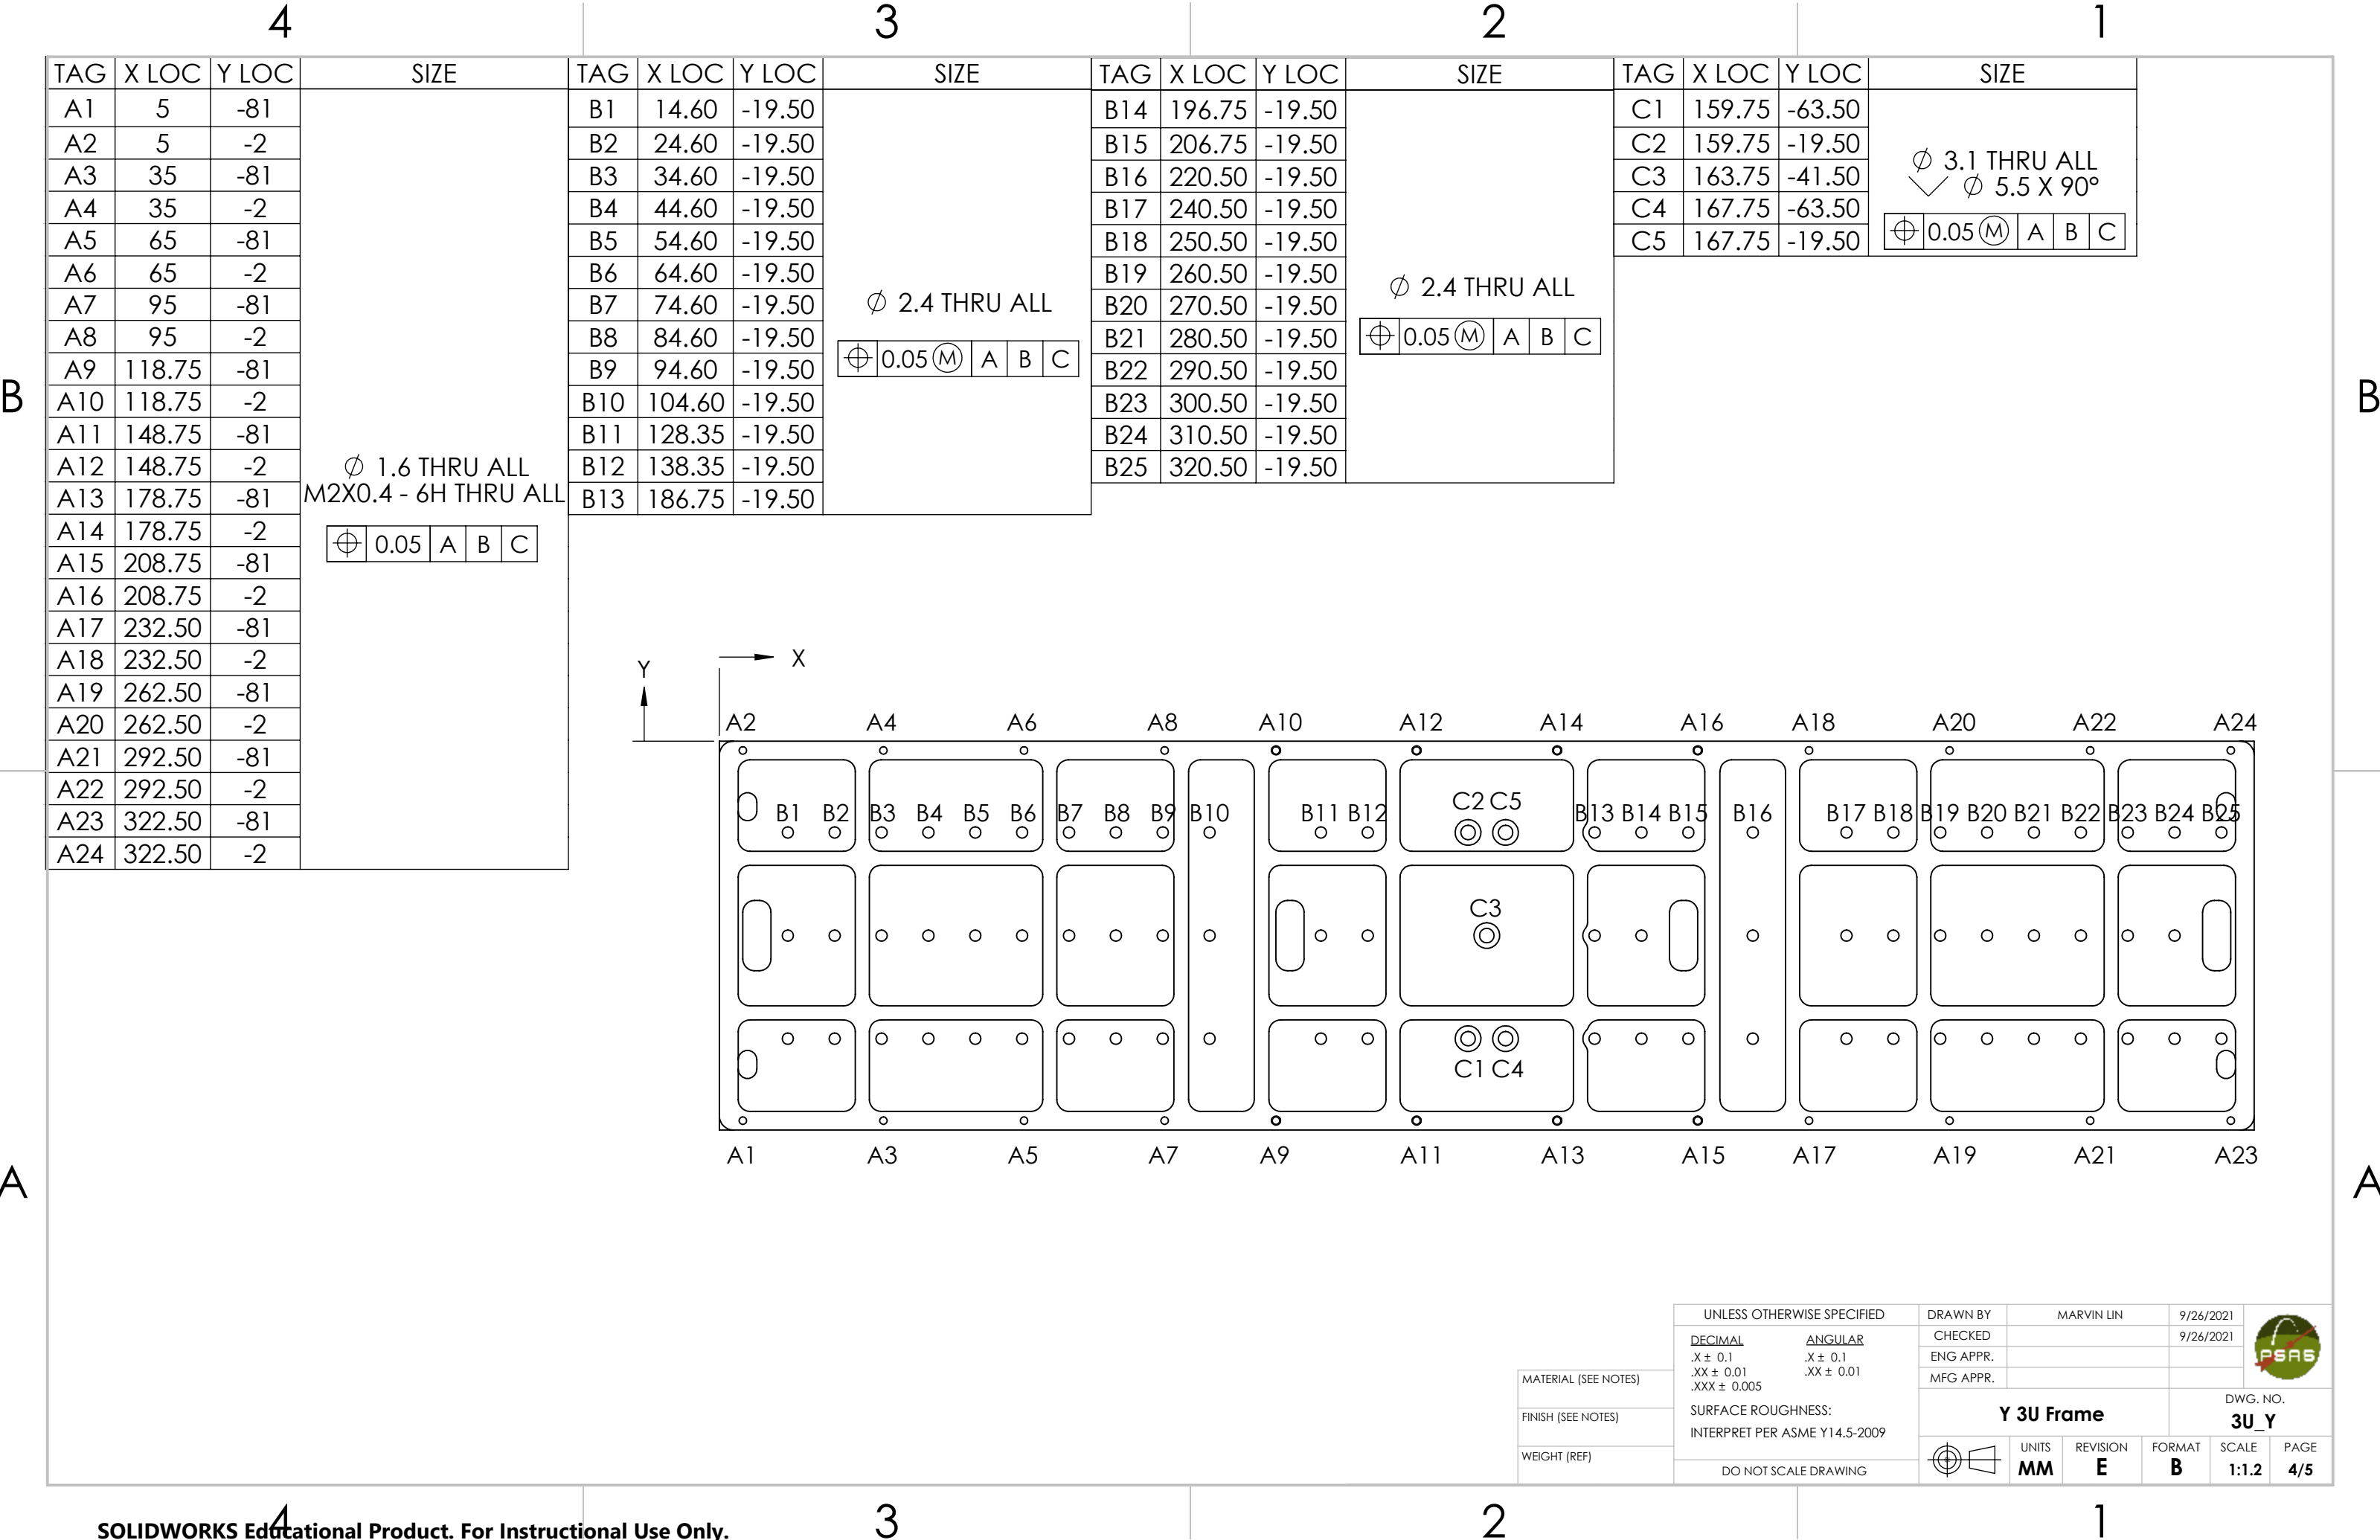 4 3 2 1
TAG X LOC Y LOC SIZE
A1 5 -81
A2 5 -2
A3 35 -81
A4 35 -2
A5 65 -81
A6 65 -2
A7 95 -81
A8 95 -2
A9 118.75 -81
A10 118.75 -2
A11 148.75 -81
A12 148.75 -2
A13 178.75 -81
A14 178.75 -2
A15 208.75 -81
A16 208.75 -2
A17 232.50 -81
A18 232.50 -2
A19 262.50 -81
A20 262.50 -2
A21 292.50 -81
A22 292.50 -2
A23 322.50 -81
A24 322.50 -2
∅ 1.6 THRU ALL
M2X0.4 - 6H THRU ALL
⌖ 0.05 A B C
TAG X LOC Y LOC SIZE
B1 14.60 -19.50
B2 24.60 -19.50
B3 34.60 -19.50
B4 44.60 -19.50
B5 54.60 -19.50
B6 64.60 -19.50
B7 74.60 -19.50
B8 84.60 -19.50
B9 94.60 -19.50
B10 104.60 -19.50
B11 128.35 -19.50
B12 138.35 -19.50
B13 186.75 -19.50
∅ 2.4 THRU ALL
⌖ 0.05 Ⓜ A B C
TAG X LOC Y LOC SIZE
B14 196.75 -19.50
B15 206.75 -19.50
B16 220.50 -19.50
B17 240.50 -19.50
B18 250.50 -19.50
B19 260.50 -19.50
B20 270.50 -19.50
B21 280.50 -19.50
B22 290.50 -19.50
B23 300.50 -19.50
B24 310.50 -19.50
B25 320.50 -19.50
∅ 2.4 THRU ALL
⌖ 0.05 Ⓜ A B C
TAG X LOC Y LOC SIZE
C1 159.75 -63.50
C2 159.75 -19.50
C3 163.75 -41.50
C4 167.75 -63.50
C5 167.75 -19.50
∅ 3.1 THRU ALL
⌵ ∅ 5.5 X 90°
⌖ 0.05 Ⓜ A B C
B B
Y X
A2 A4 A6 A8 A10 A12 A14 A16 A18 A20 A22 A24
C2 C5
B1 B2 B3 B4 B5 B6 B7 B8 B9 B10 B11 B12 B13 B14 B15 B16 B17 B18 B19 B20 B21 B22 B23 B24 B25
C3
C1 C4
A1 A3 A5 A7 A9 A11 A13 A15 A17 A19 A21 A23
A A
MATERIAL (SEE NOTES)
FINISH (SEE NOTES)
WEIGHT (REF)
UNLESS OTHERWISE SPECIFIED
DECIMAL ANGULAR
.X ± 0.1 .X ± 0.1
.XX ± 0.01 .XX ± 0.01
.XXX ± 0.005
SURFACE ROUGHNESS:
INTERPRET PER ASME Y14.5-2009
DO NOT SCALE DRAWING
DRAWN BY MARVIN LIN 9/26/2021
CHECKED 9/26/2021
ENG APPR.
MFG APPR.
PSAS
Y 3U Frame
DWG. NO.
3U_Y
UNITS REVISION FORMAT SCALE PAGE
MM E B 1:1.2 4/5
4 3 2 1
SOLIDWORKS Educational Product. For Instructional Use Only.